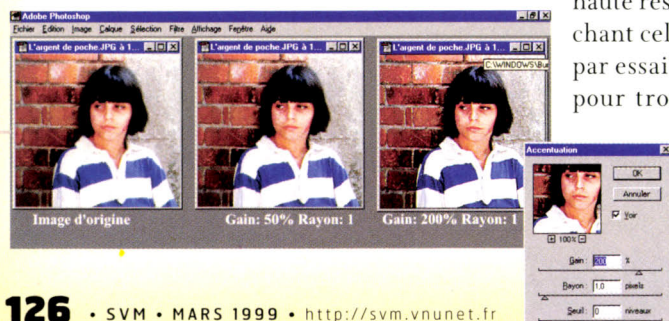 Adobe Photoshop
Fichier Edition Image Calque Sélection Filtre Affichage Fenêtre Aide
L'argent de poche.JPG à 1...
L'argent de poche.JPG à 1...
L'argent de poche.JPG à 1...
C:\WINDOWS\Bu
Image d'origine
Gain: 50% Rayon: 1
Gain: 200% Rayon: 1
haute rés
chant cel
par essai
pour tro
Accentuation
OK
Annuler
Voir
100%
Gain: 200 %
Rayon: 1,0 pixels
Seuil: 0 niveaux
126 • SVM • MARS 1999 • http://svm.vnunet.fr